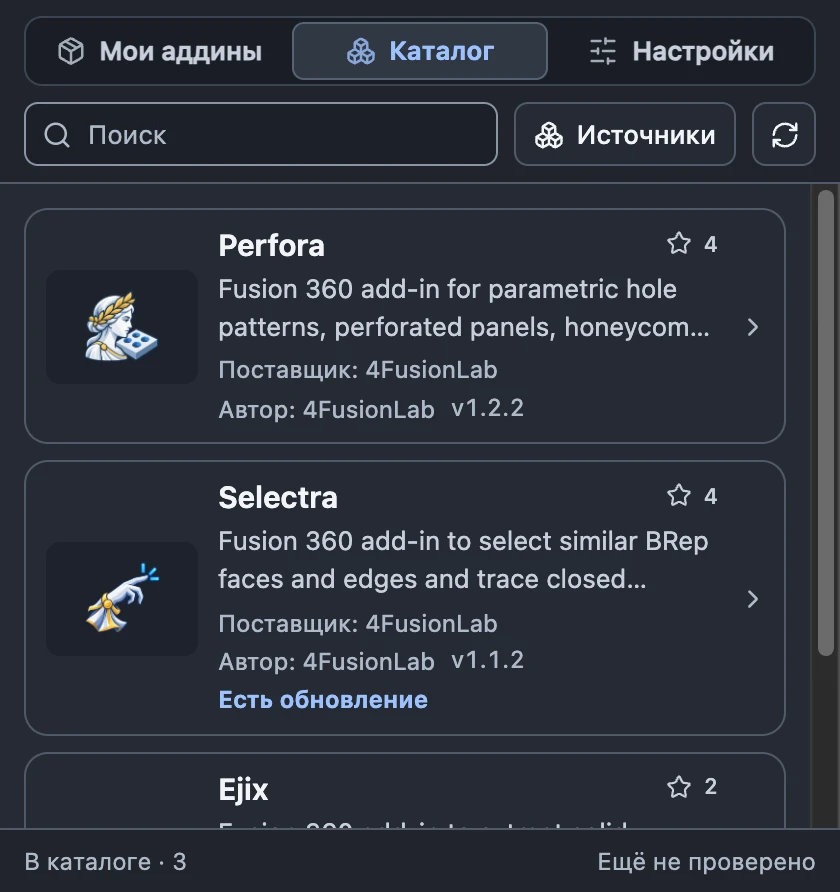 Мои аддины
Каталог
Настройки
Поиск
Источники
Perfora
4
Fusion 360 add-in for parametric hole
patterns, perforated panels, honeycom...
Поставщик: 4FusionLab
Автор: 4FusionLab v1.2.2
Selectra
4
Fusion 360 add-in to select similar BRep
faces and edges and trace closed...
Поставщик: 4FusionLab
Автор: 4FusionLab v1.1.2
Есть обновление
Ejix
2
В каталоге · 3
Ещё не проверено